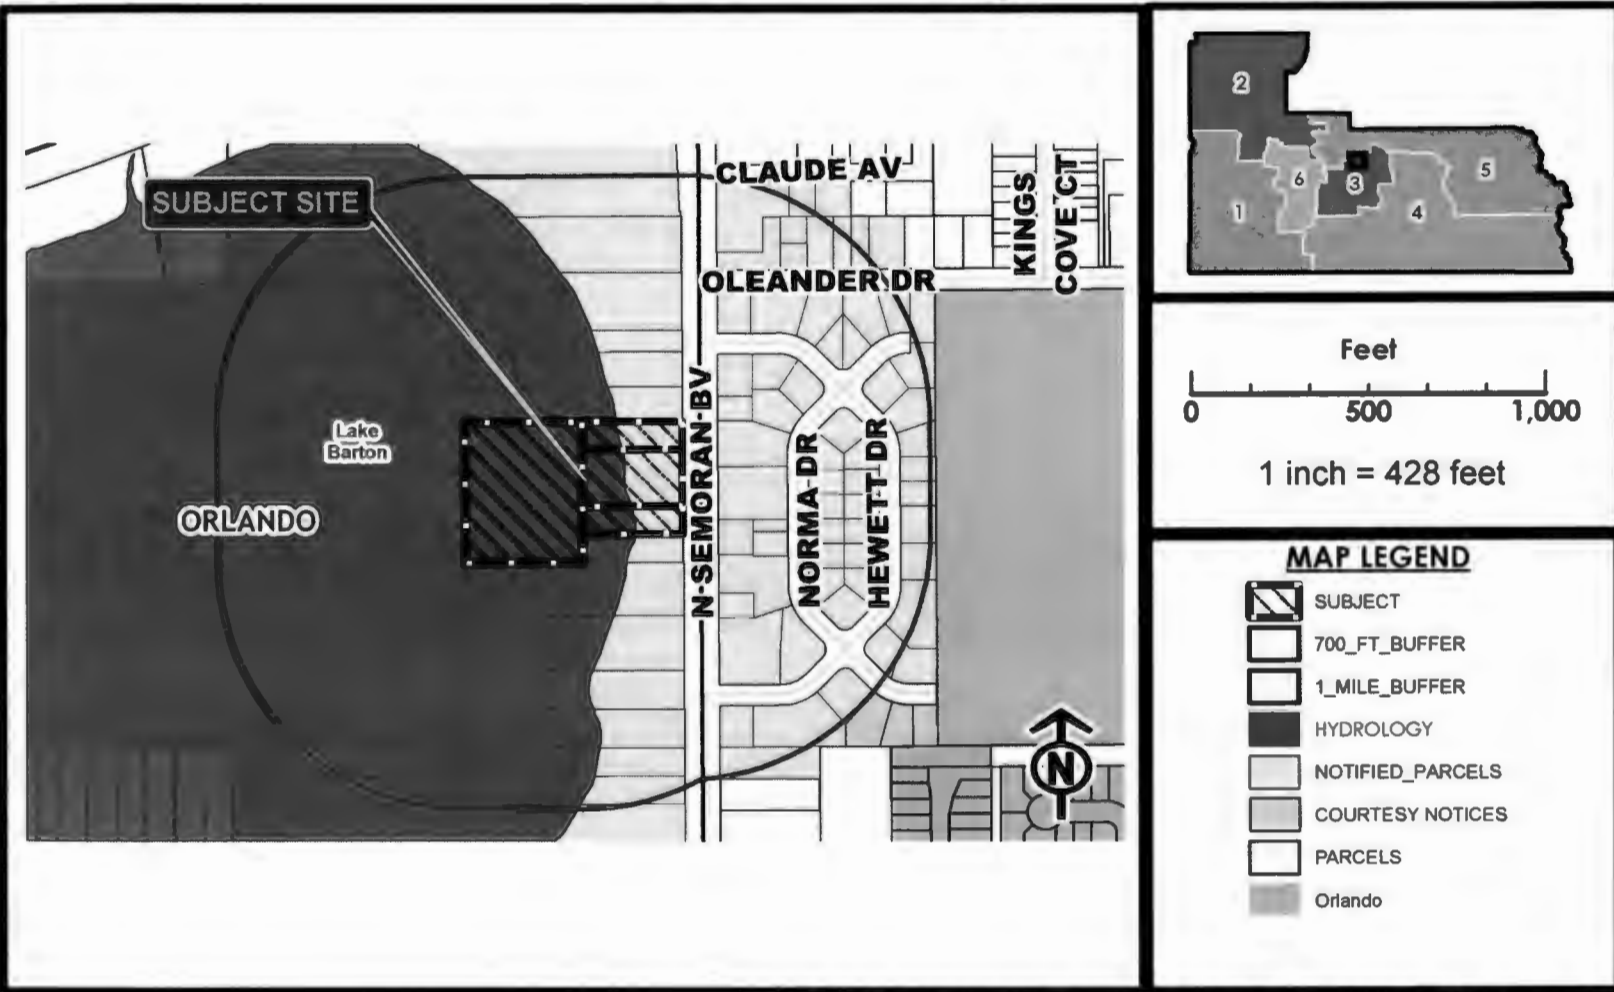 CLAUDE AV
SUBJECT SITE
KINGS
COVE CT
OLEANDER DR
Lake
Barton
ORLANDO
N SEMORAN BV
NORMA DR
HEWETT DR
N
2
5
6
3
1
4
Feet
0 500 1,000
1 inch = 428 feet
MAP LEGEND
SUBJECT
700_FT_BUFFER
1_MILE_BUFFER
HYDROLOGY
NOTIFIED_PARCELS
COURTESY NOTICES
PARCELS
Orlando